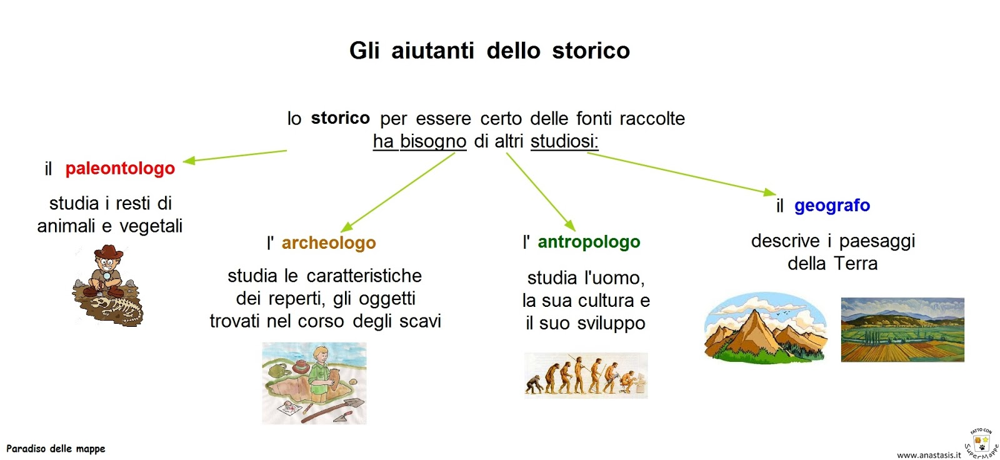 Gli aiutanti dello storico
lo storico per essere certo delle fonti raccolte
ha bisogno di altri studiosi:
il paleontologo
studia i resti di
animali e vegetali
l' archeologo
studia le caratteristiche
dei reperti, gli oggetti
trovati nel corso degli scavi
l' antropologo
studia l'uomo,
la sua cultura e
il suo sviluppo
il geografo
descrive i paesaggi
della Terra
Paradiso delle mappe
www.anastasis.it
FATTO CON
SUPERMAPPE